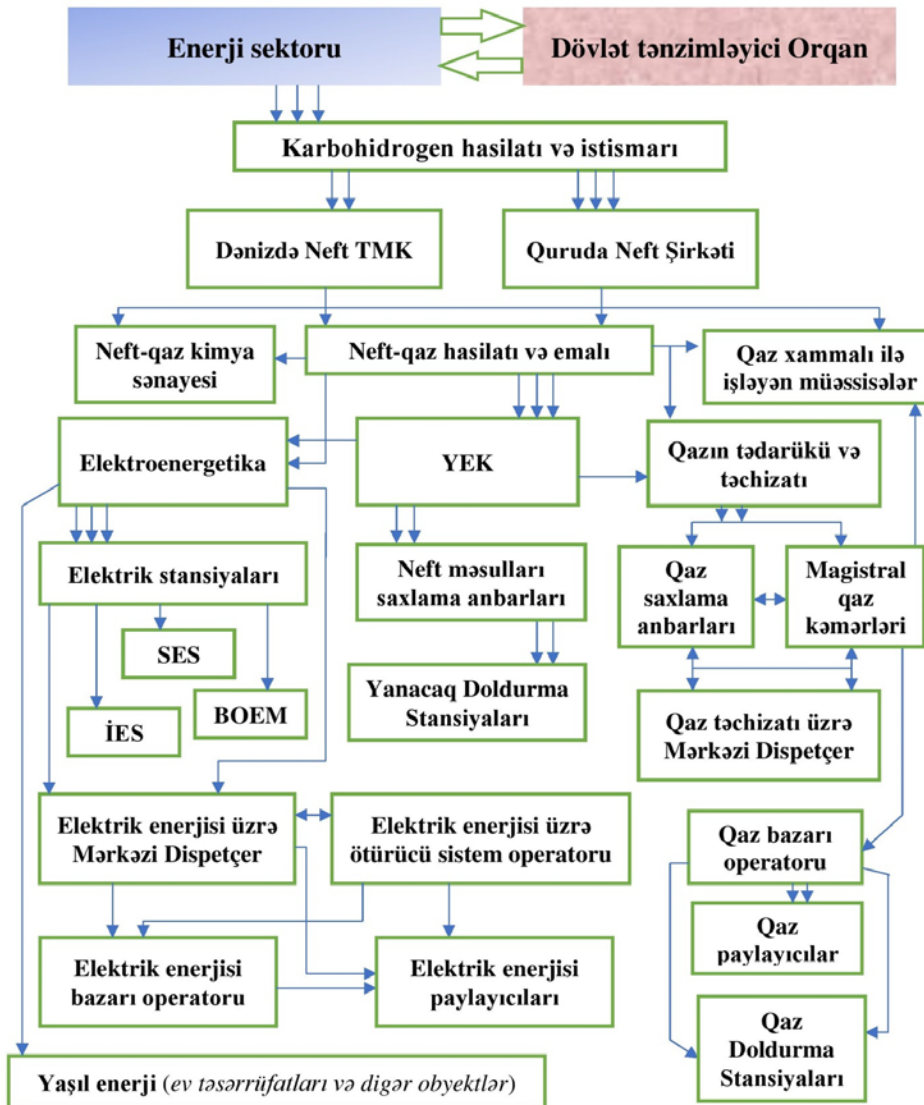 Enerji sektoru
Dövlət tənzimləyici Orqan
Karbohidrogen hasilatı və istismarı
Dənizdə Neft TMK
Quruda Neft Şirkəti
Neft-qaz kimya
sənayesi
Neft-qaz hasilatı və emalı
Qaz xammalı ilə
işləyən müəssisələr
Elektroenergetika
YEK
Qazın tədarükü və
təchizatı
Elektrik stansiyaları
Neft məsulları
saxlama anbarları
Qaz
saxlama
anbarları
Magistral
qaz
kəmərləri
SES
İES
BOEM
Yanacaq Doldurma
Stansiyaları
Qaz təchizatı üzrə
Mərkəzi Dispetçer
Elektrik enerjisi üzrə
Mərkəzi Dispetçer
Elektrik enerjisi üzrə
ötürücü sistem operatoru
Qaz bazarı
operatoru
Elektrik enerjisi
bazarı operatoru
Elektrik enerjisi
paylayıcıları
Qaz
paylayıcılar
Qaz
Doldurma
Stansiyaları
Yaşıl enerji (ev təsərrüfatları və digər obyektlər)